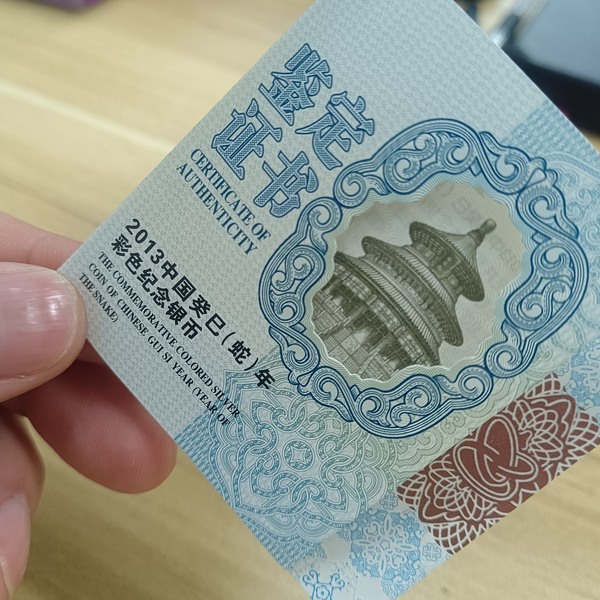 鉴定
证书
CERTIFICATE OF
AUTHENTICITY
2013中国癸巳(蛇)年
彩色纪念银币
THE COMMEMORATIVE COLORED SILVER
COIN OF CHINESE GUI SI YEAR (YEAR OF
THE SNAKE)